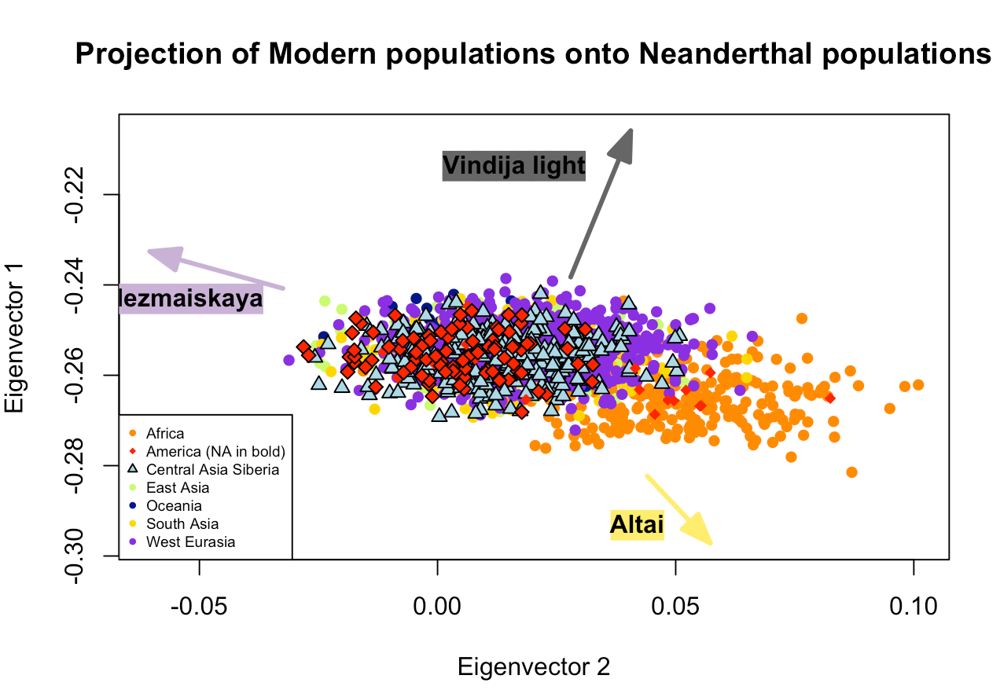 Projection of Modern populations onto Neanderthal populations
Vindija light
lezmaiskaya
Altai
Africa
America (NA in bold)
Central Asia Siberia
East Asia
Oceania
South Asia
West Eurasia
Eigenvector 1
-0.22
-0.24
-0.26
-0.28
-0.30
-0.05
0.00
0.05
0.10
Eigenvector 2